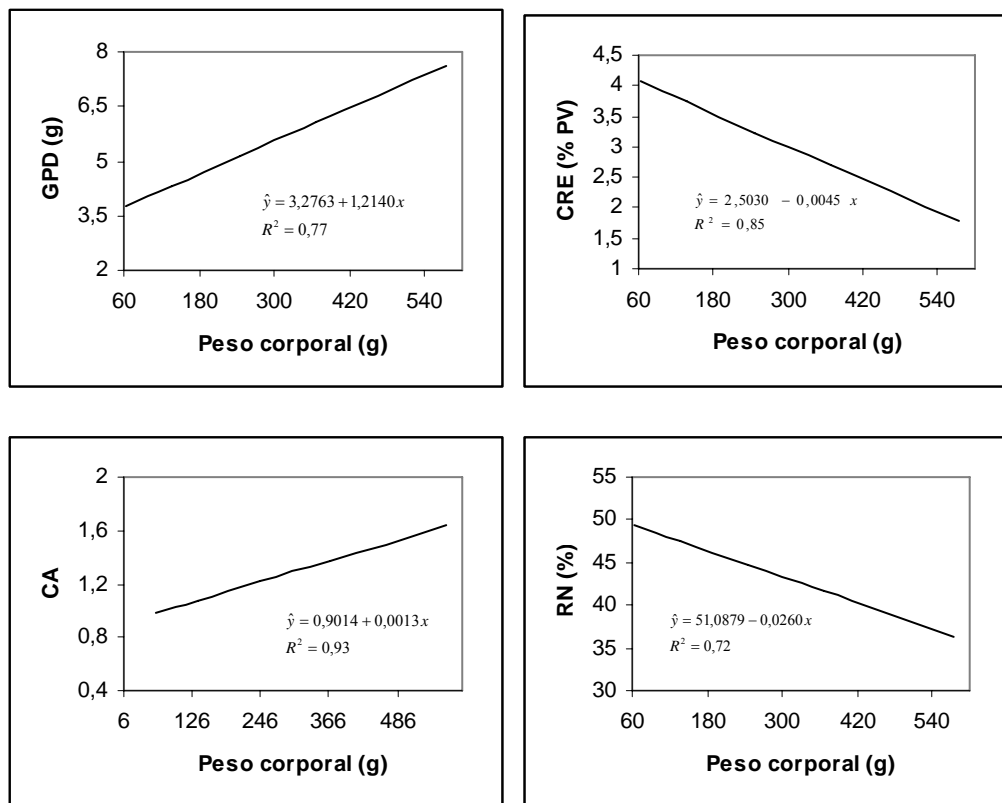 GPD (g)
8
6,5
5
3,5
2
ŷ = 3,2763 + 1,2140x
R² = 0,77
60 180 300 420 540
Peso corporal (g)
CRE (% PV)
4,5
4
3,5
3
2,5
2
1,5
1
ŷ = 2,5030 − 0,0045 x
R² = 0,85
60 180 300 420 540
Peso corporal (g)
CA
2
1,6
1,2
0,8
0,4
ŷ = 0,9014 + 0,0013x
R² = 0,93
6 126 246 366 486
Peso corporal (g)
RN (%)
55
50
45
40
35
30
ŷ = 51,0879 − 0,0260x
R² = 0,72
60 180 300 420 540
Peso corporal (g)